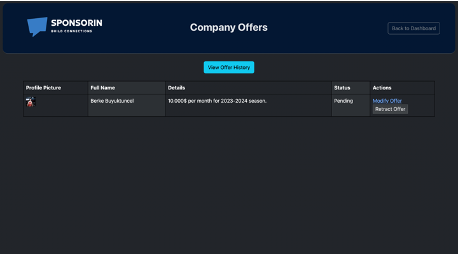 SPONSORIN
BUILD CONNECTIONS
Company Offers
Back to Dashboard
View Offer History
Profile Picture Full Name Details Status Actions
Berke Buyuktuncel 10.000$ per month for 2023-2024 season. Pending Modify Offer
Retract Offer